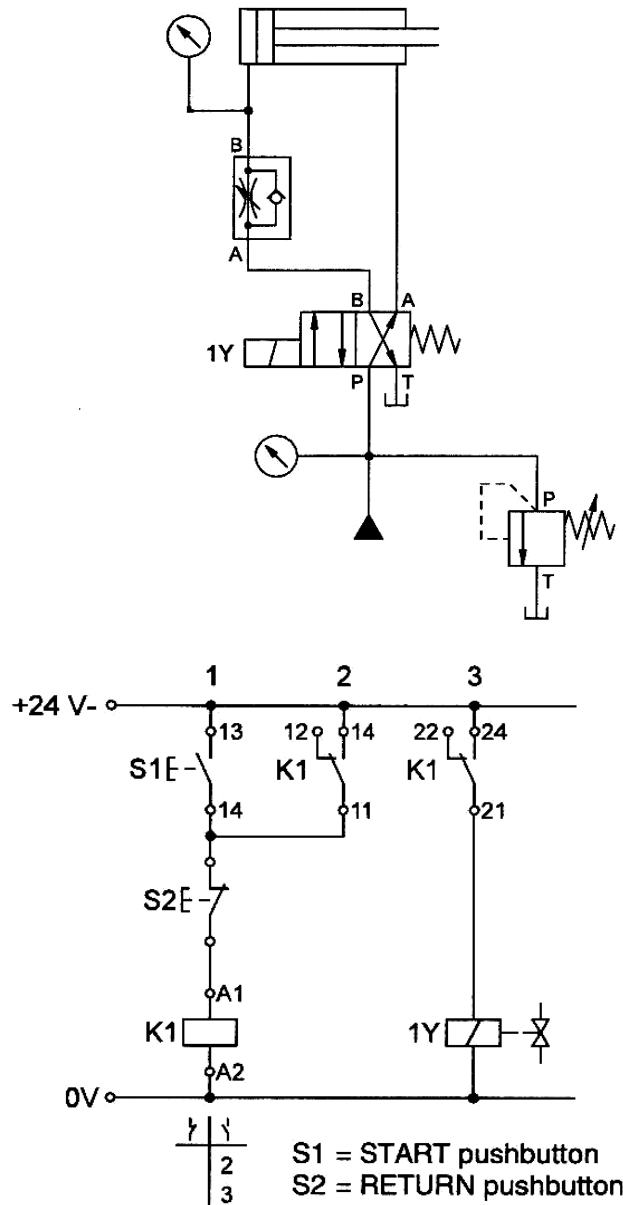 B
A
B A
1Y
P T
P
T
1 2 3
+24 V-
13 12 14 22 24
S1 K1 K1
14 11 21
S2
A1
K1 1Y
A2
0V
2
3
S1 = START pushbutton
S2 = RETURN pushbutton